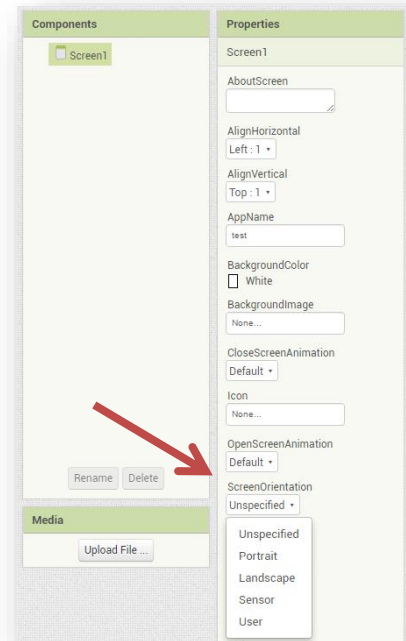 Components
Screen1
Rename Delete
Media
Upload File ...
Properties
Screen1
AboutScreen
AlignHorizontal
Left : 1
AlignVertical
Top : 1
AppName
test
BackgroundColor
White
BackgroundImage
None...
CloseScreenAnimation
Default
Icon
None...
OpenScreenAnimation
Default
ScreenOrientation
Unspecified
Unspecified
Portrait
Landscape
Sensor
User